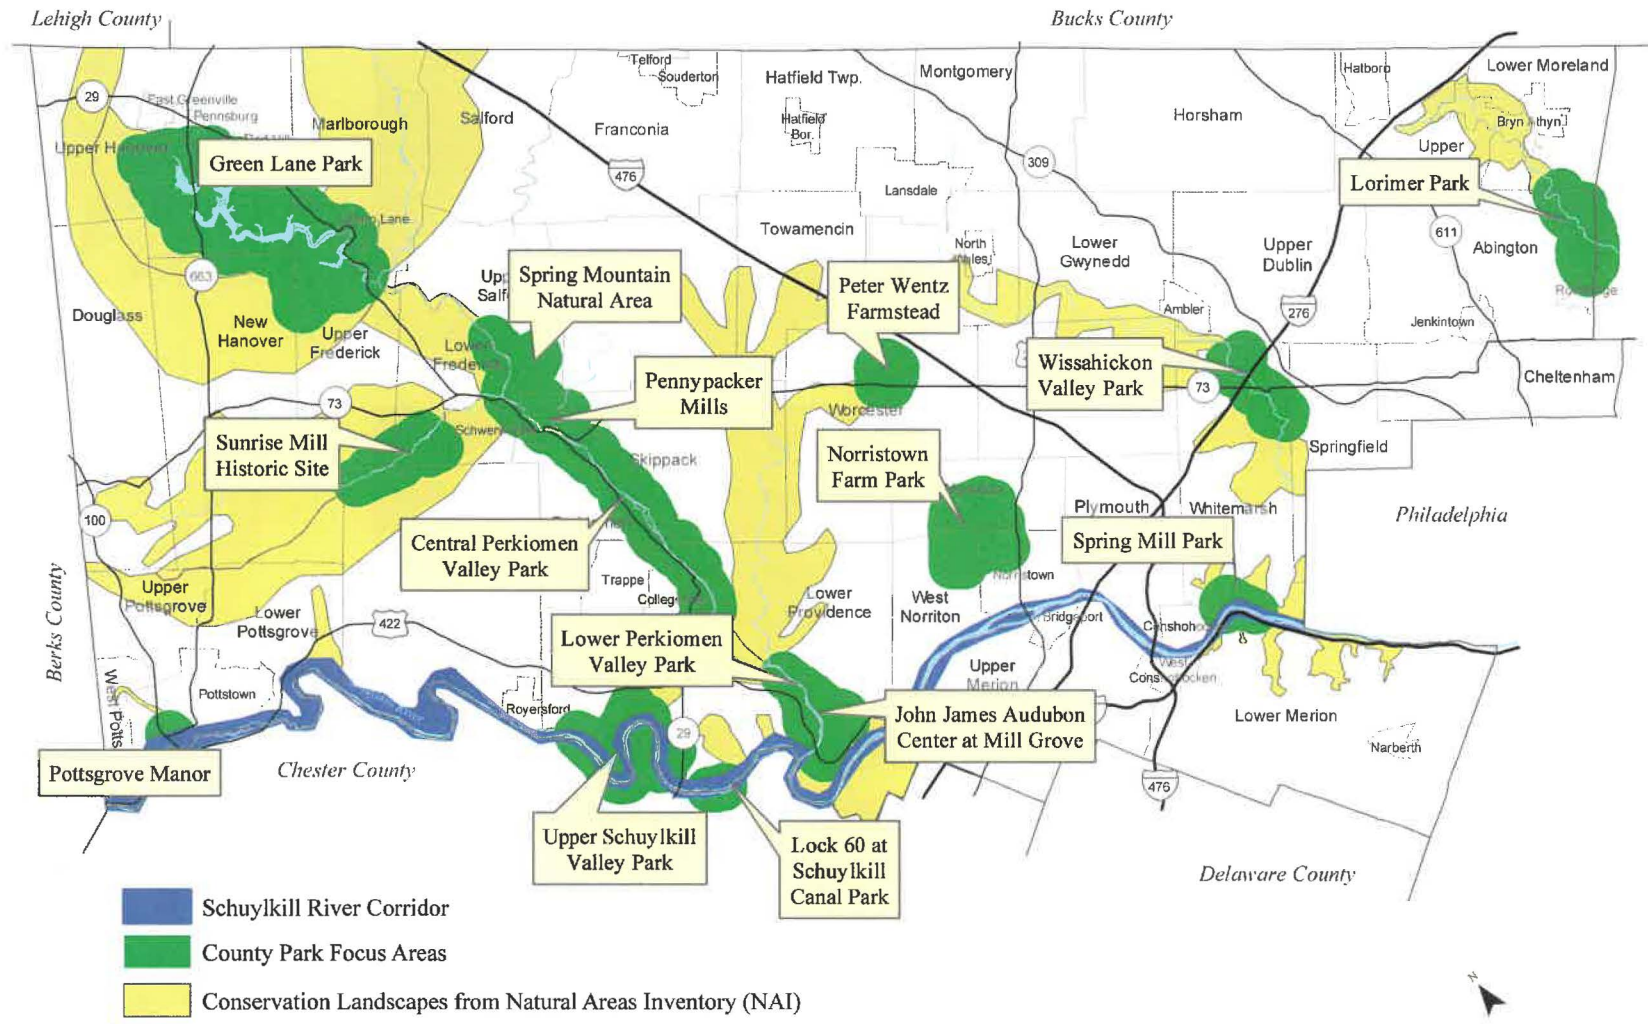 Lehigh County
Bucks County
29
East Greenville
Pennsburg
Marlborough
Salford
Telford
Souderton
Hatfield Twp.
Hatfield
Bor.
Montgomery
Horsham
Hatboro
Lower Moreland
Bryn Athyn
Upper
Franconia
476
309
Lansdale
Green Lane Park
Lorimer Park
Towamencin
North
Lower
Gwynedd
Upper
Dublin
611
Abington
663
Douglass
New
Hanover
Upper
Frederick
Spring Mountain
Natural Area
Peter Wentz
Farmstead
Ambler
276
Jenkintown
Lower
Frederick
Wissahickon
Valley Park
73
Cheltenham
Pennypacker
Mills
73
Worcester
Sunrise Mill
Historic Site
Skippack
Norristown
Farm Park
Springfield
100
Central Perkiomen
Valley Park
Plymouth
Whitemarsh
Philadelphia
Spring Mill Park
Berks County
Upper
Pottsgrove
Lower
Pottsgrove
422
Trappe
Lower
Providence
West
Norriton
Norristown
Bridgeport
Lower Perkiomen
Valley Park
Upper
Merion
West
Conshohocken
West Potts
Pottstown
Royersford
29
John James Audubon
Center at Mill Grove
Lower Merion
Narberth
Pottsgrove Manor
Chester County
476
Upper Schuylkill
Valley Park
Lock 60 at
Schuylkill
Canal Park
Delaware County
Schuylkill River Corridor
County Park Focus Areas
Conservation Landscapes from Natural Areas Inventory (NAI)
N